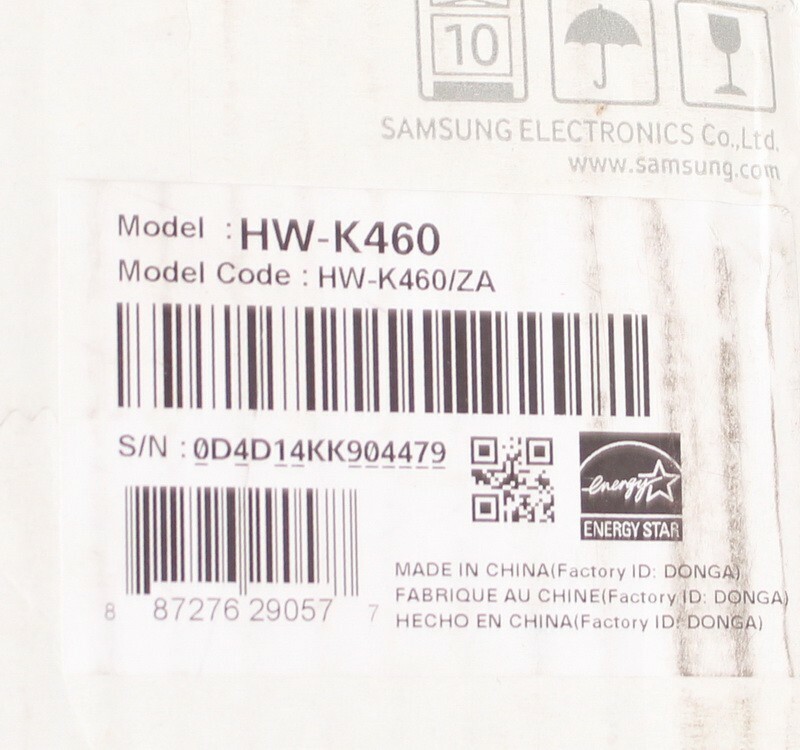 10
SAMSUNG ELECTRONICS Co.,Ltd.
www.samsung.com
Model : HW-K460
Model Code : HW-K460/ZA
S/N : 0D4D14KK904479
energy
ENERGY STAR
8 87276 29057 7
MADE IN CHINA(Factory ID: DONGA)
FABRIQUE AU CHINE(Factory ID: DONGA)
HECHO EN CHINA(Factory ID: DONGA)